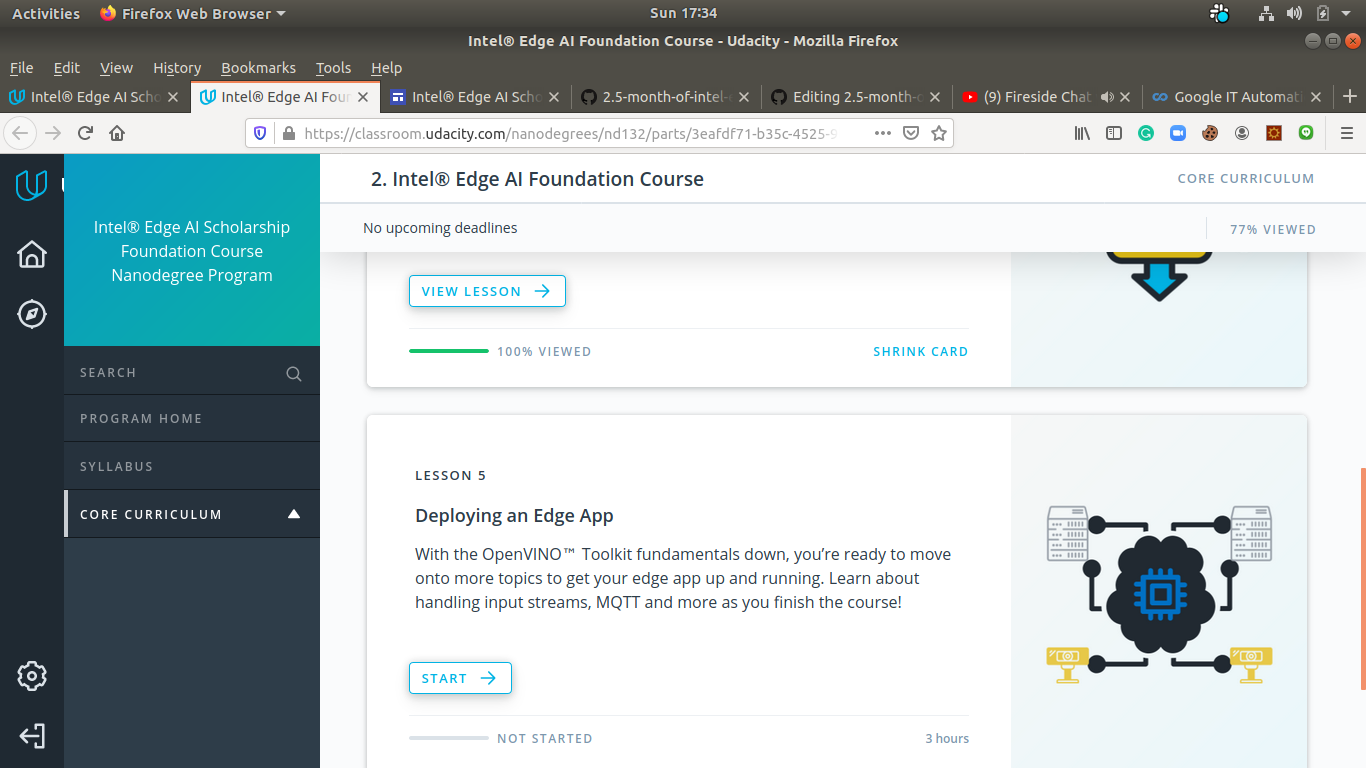 Activities Firefox Web Browser Sun 17:34
Intel® Edge AI Foundation Course - Udacity - Mozilla Firefox
File Edit View History Bookmarks Tools Help
Intel® Edge AI Scho Intel® Edge AI Foun Intel® Edge AI Scho 2.5-month-of-intel- Editing 2.5-month-o (9) Fireside Chat Google IT Automati
https://classroom.udacity.com/nanodegrees/nd132/parts/3eafdf71-b35c-4525-9
Intel® Edge AI Scholarship
Foundation Course
Nanodegree Program
SEARCH
PROGRAM HOME
SYLLABUS
CORE CURRICULUM
2. Intel® Edge AI Foundation Course
CORE CURRICULUM
No upcoming deadlines
77% VIEWED
VIEW LESSON
100% VIEWED
SHRINK CARD
LESSON 5
Deploying an Edge App
With the OpenVINO™ Toolkit fundamentals down, you’re ready to move
onto more topics to get your edge app up and running. Learn about
handling input streams, MQTT and more as you finish the course!
START
NOT STARTED
3 hours